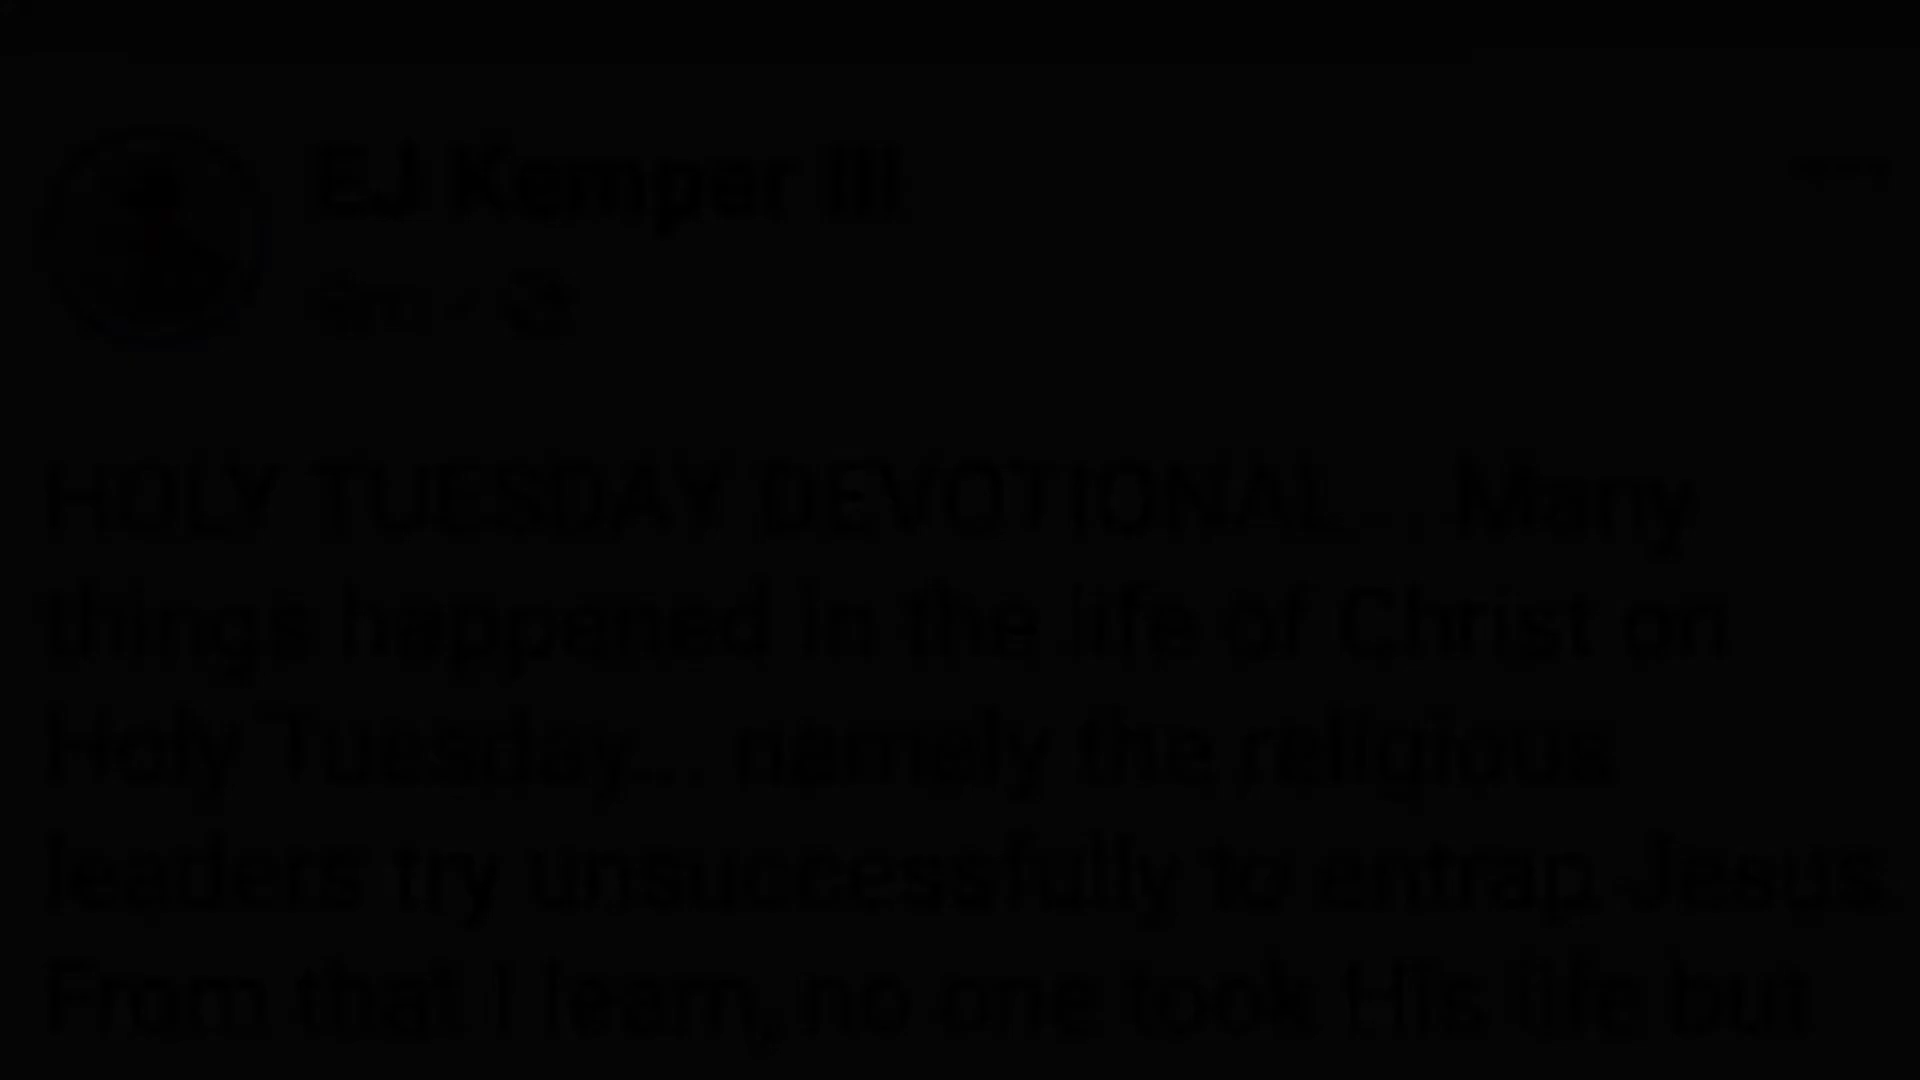 EJ Kemper III
HOLY TUESDAY DEVOTIONAL... Many
things happened in the life of Christ on
Holy Tuesday... namely the religious
leaders try unsuccessfully to entrap Jesus
From that I learn, no one took His life but